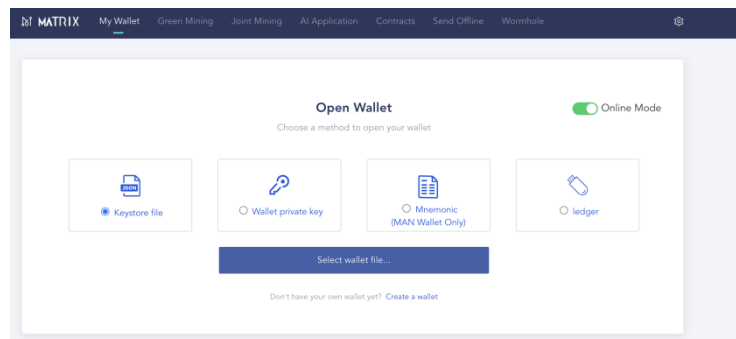 MATRIX My Wallet Green Mining Joint Mining AI Application Contracts Send Offline Wormhole
Open Wallet
Online Mode
Choose a method to open your wallet
JSON
Keystore file
Wallet private key
Mnemonic
(MAN Wallet Only)
ledger
Select wallet file...
Don't have your own wallet yet? Create a wallet